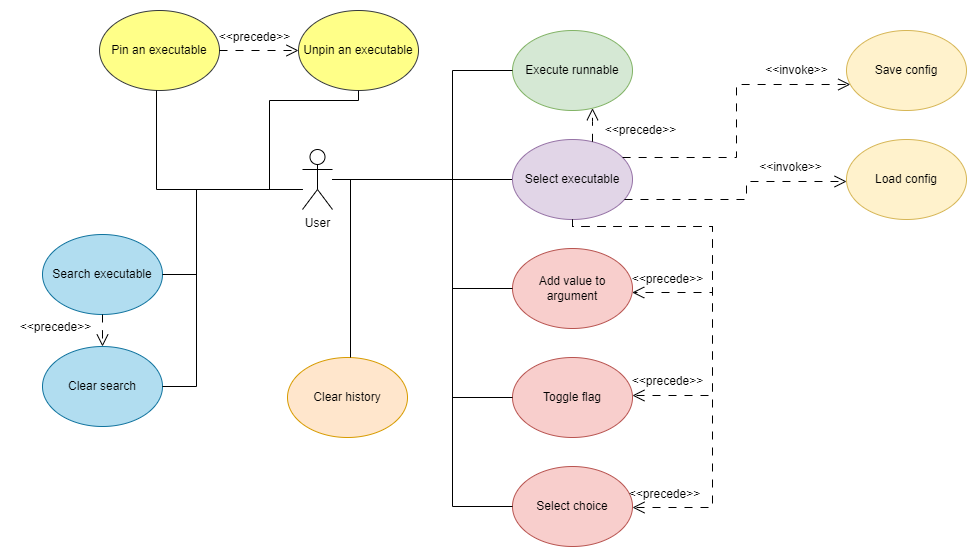 Pin an executable
<<precede>>
Unpin an executable
Execute runnable
<<invoke>>
Save config
<<precede>>
Select executable
<<invoke>>
Load config
User
Search executable
<<precede>>
Clear search
Clear history
Add value to
argument
<<precede>>
Toggle flag
<<precede>>
Select choice
<<precede>>